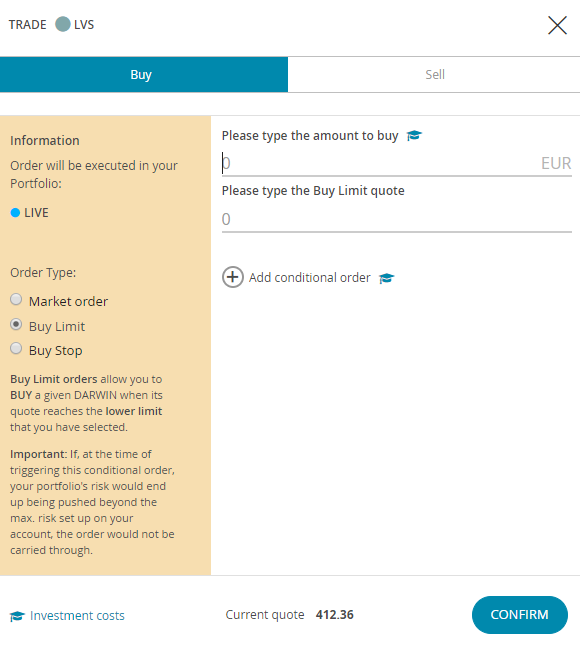 TRADE LVS
Buy
Sell
Information
Order will be executed in your
Portfolio:
LIVE
Order Type:
Market order
Buy Limit
Buy Stop
Buy Limit orders allow you to
BUY a given DARWIN when its
quote reaches the lower limit
that you have selected.
Important: If, at the time of
triggering this conditional order,
your portfolio's risk would end
up being pushed beyond the
max. risk set up on your
account, the order would not be
carried through.
Please type the amount to buy
0 EUR
Please type the Buy Limit quote
0
Add conditional order
Investment costs
Current quote 412.36
CONFIRM